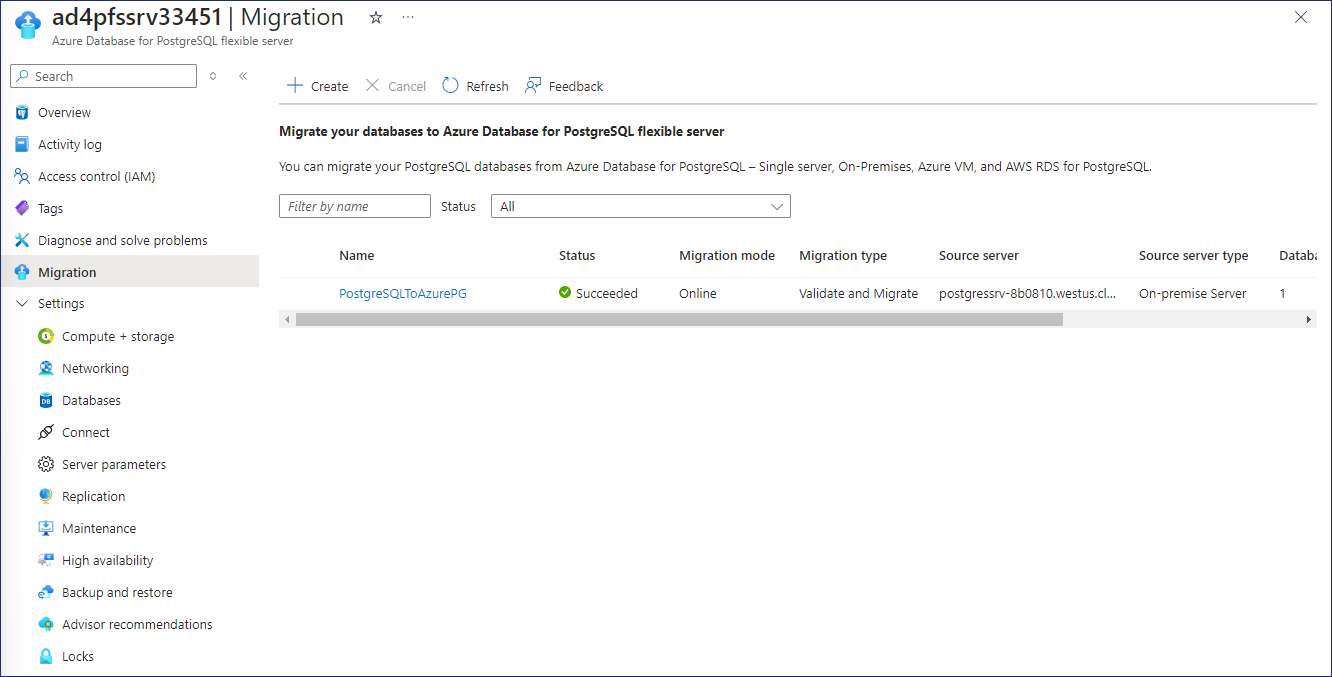 ad4pfssrv33451 | Migration
Azure Database for PostgreSQL flexible server
Search
Overview
Activity log
Access control (IAM)
Tags
Diagnose and solve problems
Migration
Settings
Compute + storage
Networking
Databases
Connect
Server parameters
Replication
Maintenance
High availability
Backup and restore
Advisor recommendations
Locks
Create Cancel Refresh Feedback
Migrate your databases to Azure Database for PostgreSQL flexible server
You can migrate your PostgreSQL databases from Azure Database for PostgreSQL – Single server, On-Premises, Azure VM, and AWS RDS for PostgreSQL.
Filter by name Status All
Name Status Migration mode Migration type Source server Source server type Databa
PostgreSQLToAzurePG Succeeded Online Validate and Migrate postgressrv-8b0810.westus.cl... On-premise Server 1